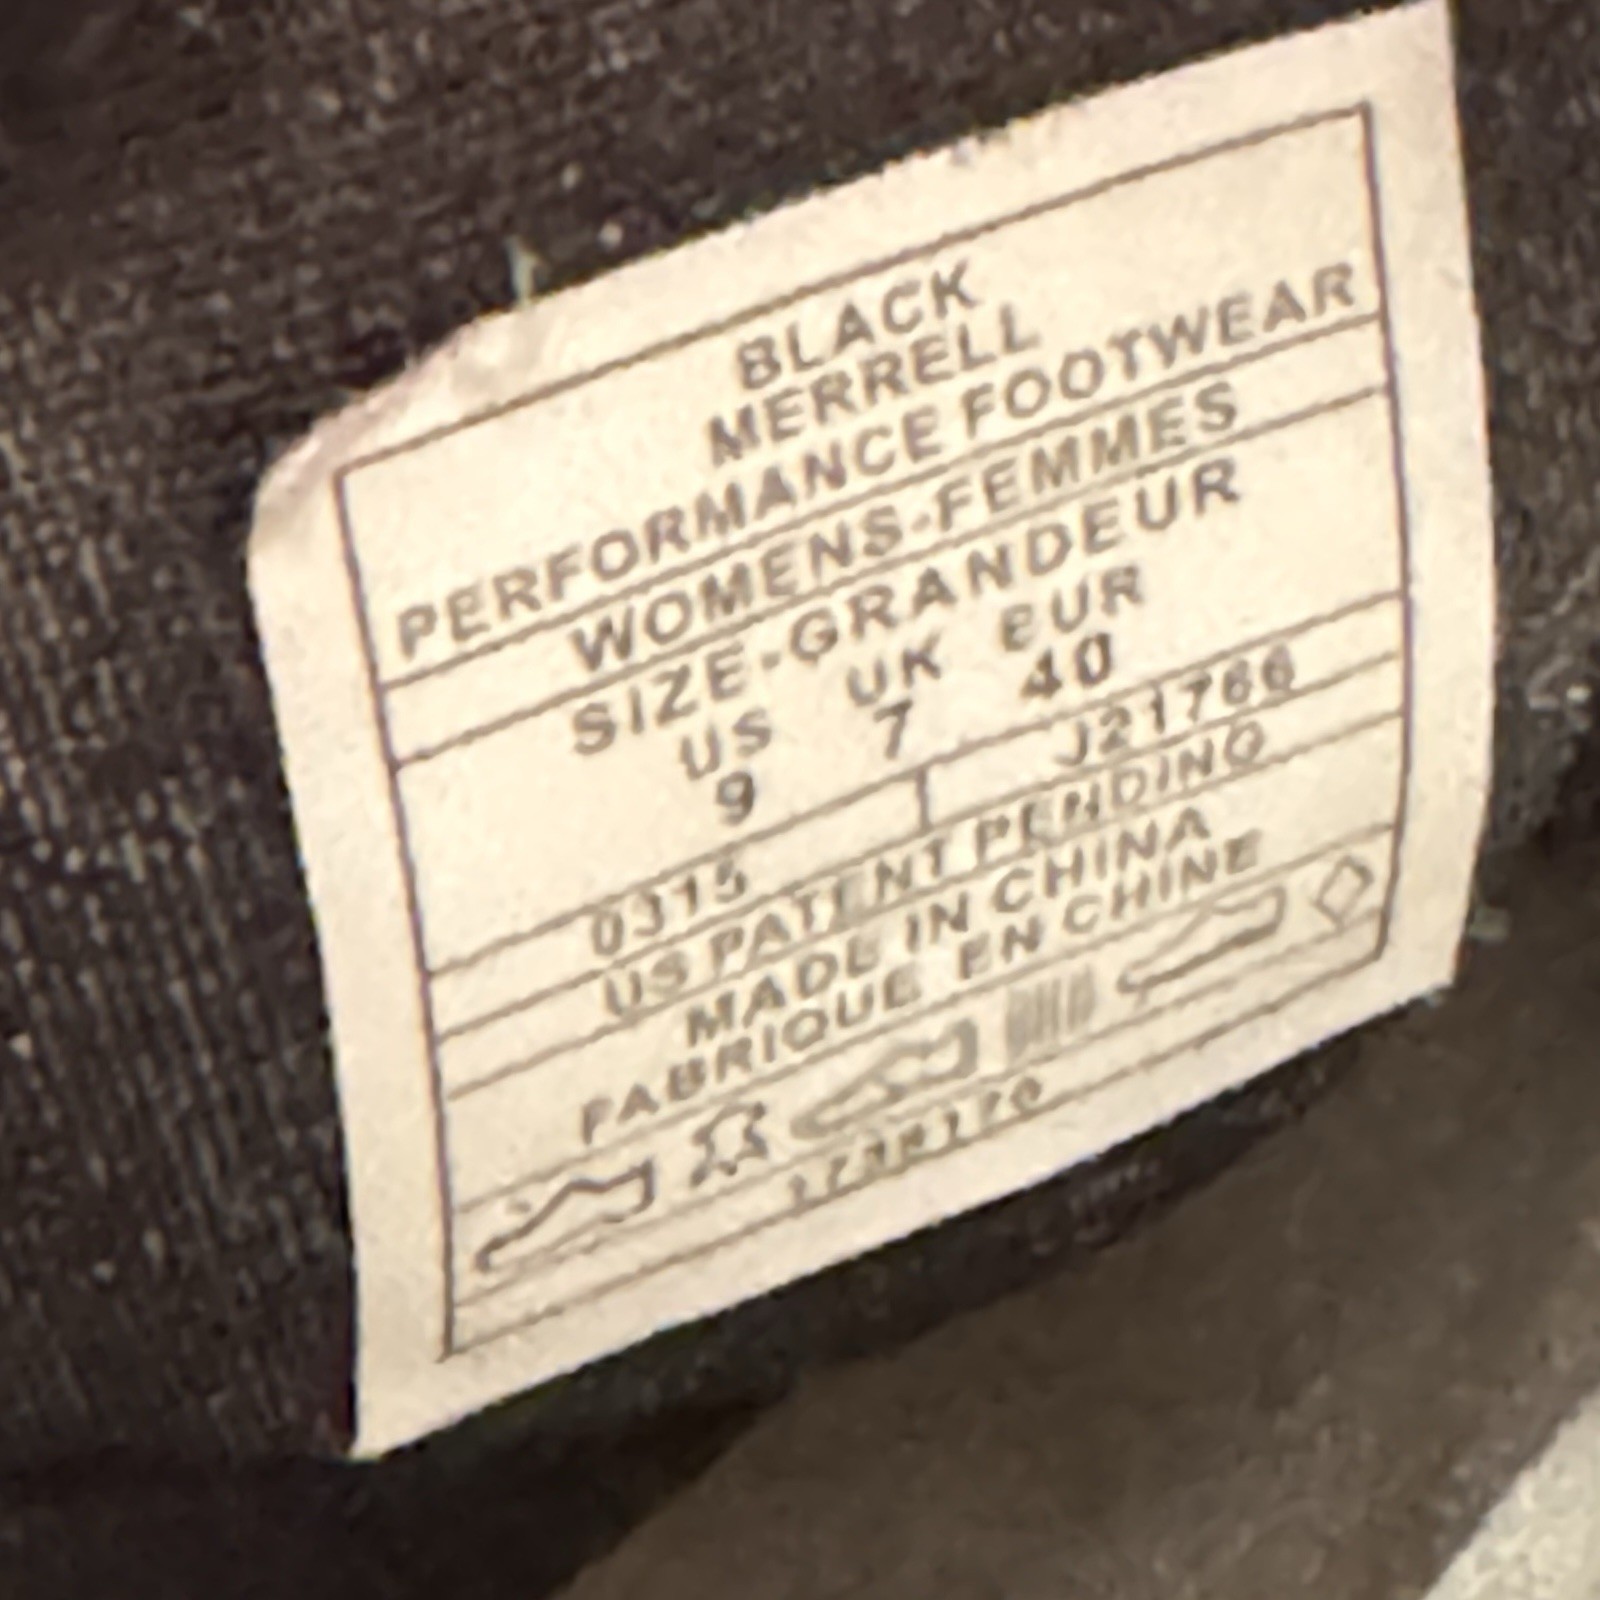 BLACK
MERRELL
PERFORMANCE FOOTWEAR
WOMENS-FEMMES
SIZE-GRANDEUR
US UK EUR
9 7 40
0315 J21766
US PATENT PENDING
MADE IN CHINA
FABRIQUE EN CHINE